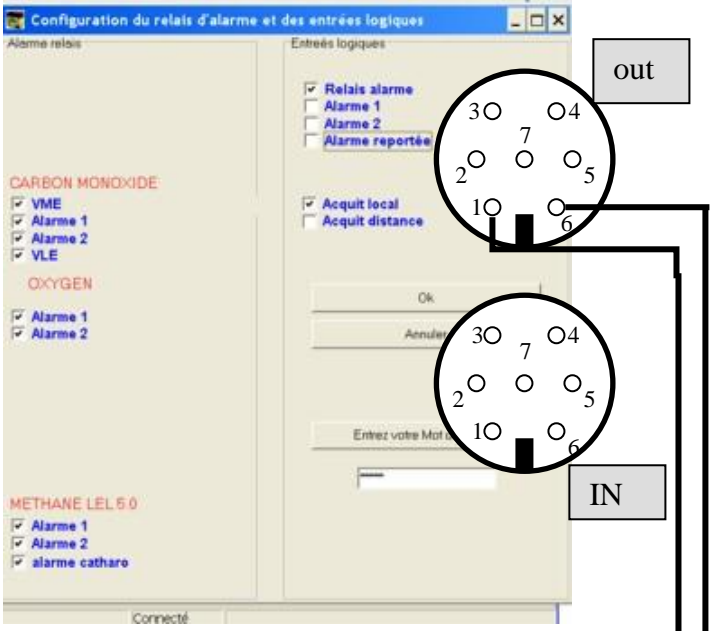 Configuration du relais d'alarme et des entrées logiques
Alarme relais
CARBON MONOXIDE
VME
Alarme 1
Alarme 2
VLE
OXYGEN
Alarme 1
Alarme 2
METHANE LEL 5.0
Alarme 1
Alarme 2
alarme catharo
Entreés logiques
Relais alarme
Alarme 1
Alarme 2
Alarme reportée
Acquit local
Acquit distance
Ok
Annuler
Entrez votre Mot
Connecté
out
3 4
7
2 5
1 6
3 4
7
2 5
1 6
IN